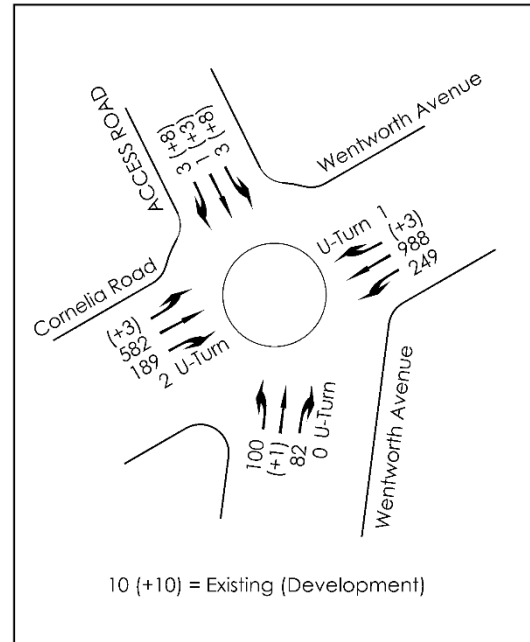 ACCESS ROAD
3 (+8)
1 (+3)
3 (+8)
Wentworth Avenue
Cornelia Road
U-Turn 1
(+3)
988
249
(+3)
582
189
2 U-Turn
100
(+1)
82
0 U-Turn
Wentworth Avenue
10 (+10) = Existing (Development)